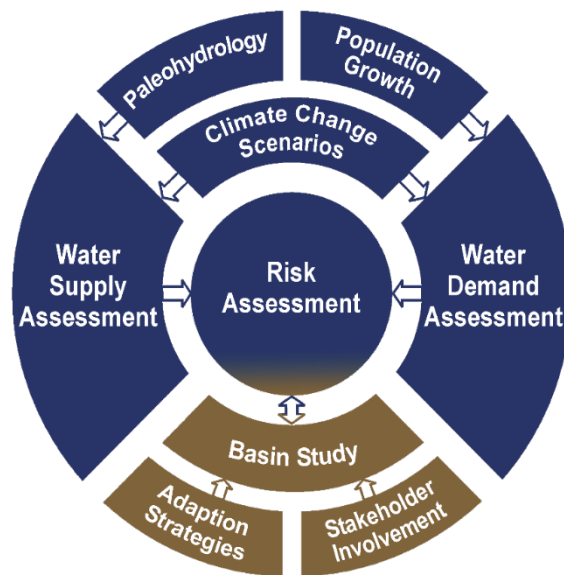 Paleohydrology
Population
Growth
Climate Change
Scenarios
Water
Supply
Assessment
Risk
Assessment
Water
Demand
Assessment
Basin Study
Adaption
Strategies
Stakeholder
Involvement